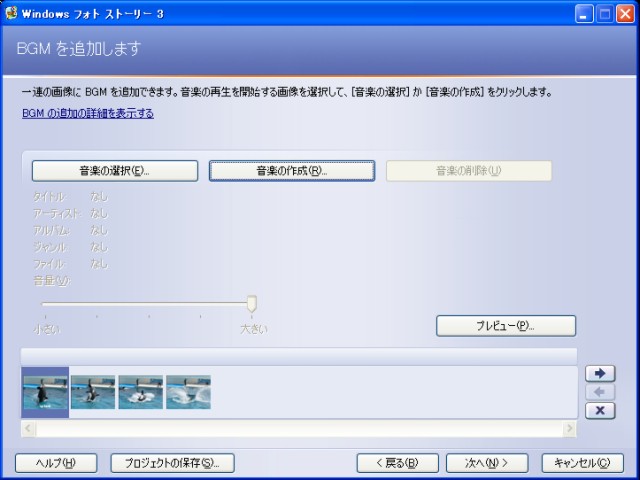 Windows フォト ストーリー 3
BGM を追加します
一連の画像に BGM を追加できます。音楽の再生を開始する画像を選択して、[音楽の選択] か [音楽の作成] をクリックします。
BGM の追加の詳細を表示する
音楽の選択(E)... 音楽の作成(R)... 音楽の削除(U)
タイトル: なし
アーティスト: なし
アルバム: なし
ジャンル: なし
ファイル: なし
音量(V):
小さい 大きい
プレビュー(P)...
ヘルプ(H) プロジェクトの保存(S)... < 戻る(B) 次へ(N) > キャンセル(C)